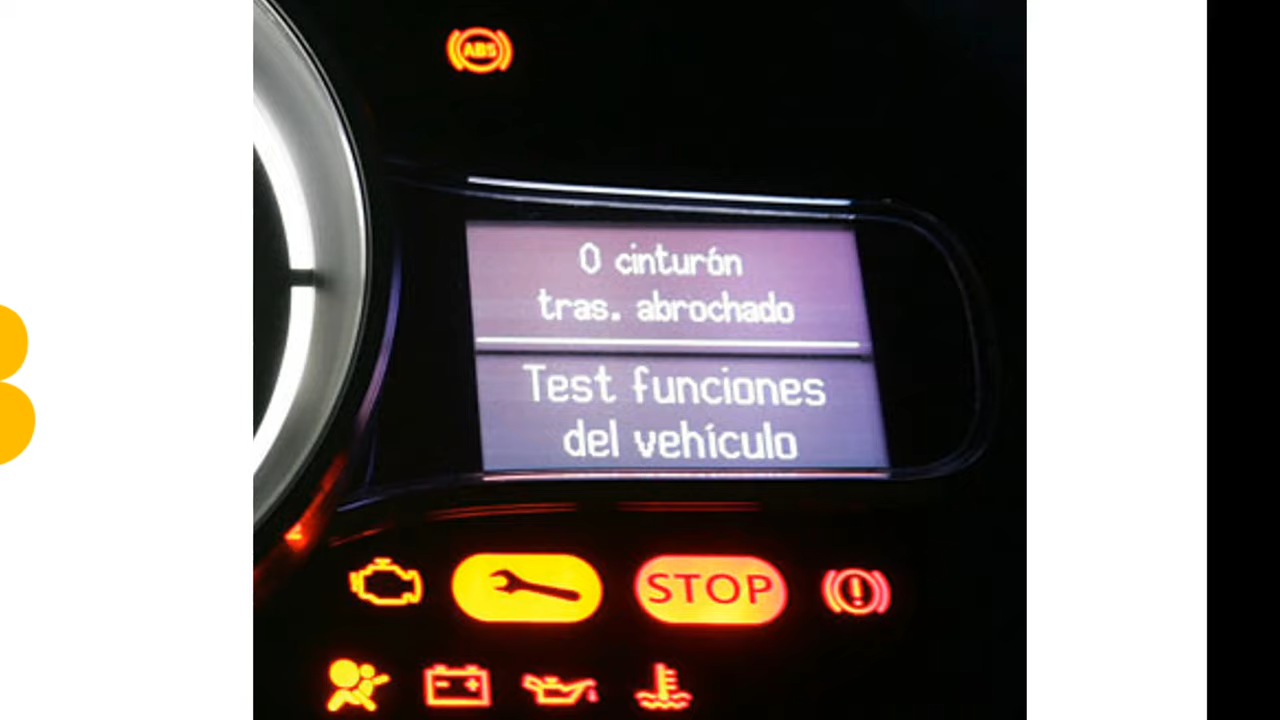 ABS
0 cinturón
tras. abrochado
Test funciones
del vehículo
STOP